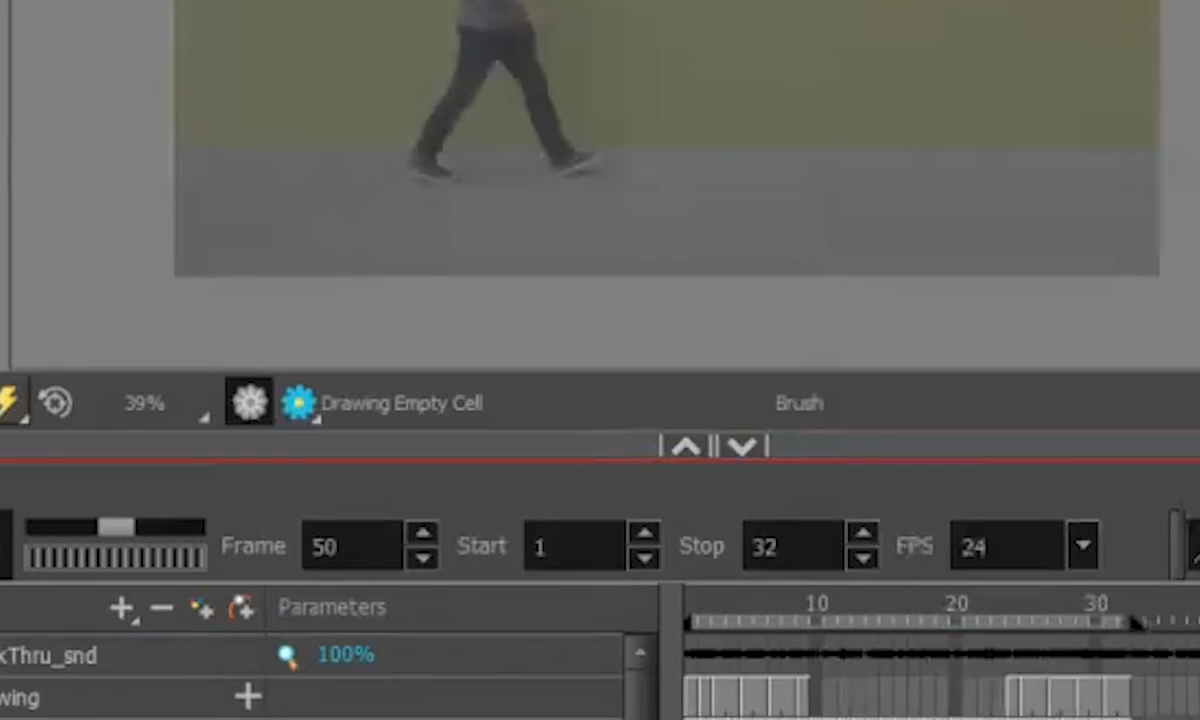 39% Drawing Empty Cell Brush
Frame 50 Start 1 Stop 32 FPS 24
Parameters 10 20 30
kThru_snd 100%
wing